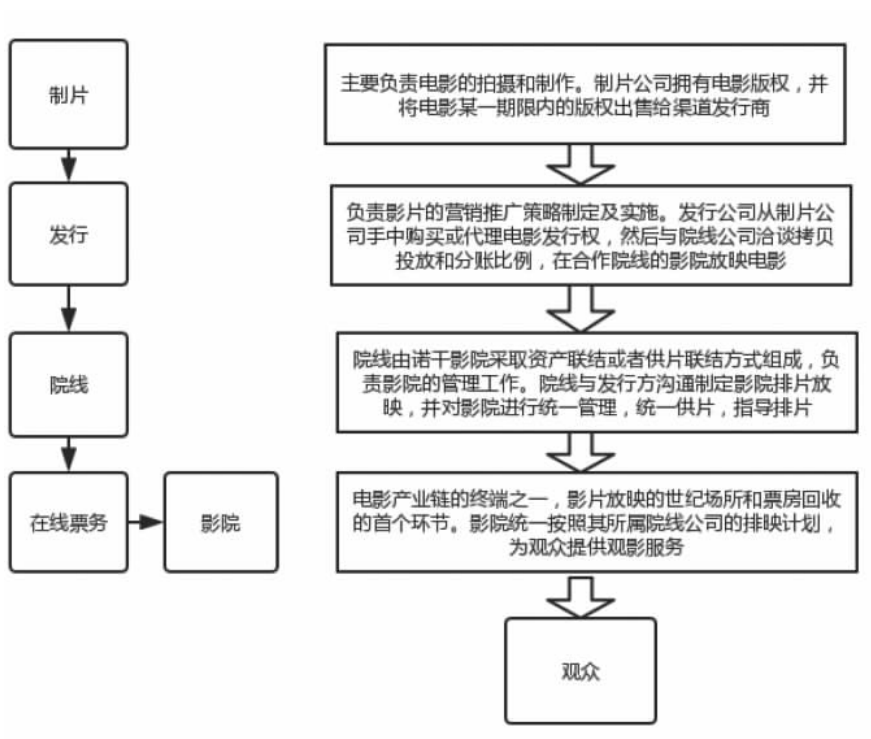 制片
主要负责电影的拍摄和制作。制片公司拥有电影版权，并
将电影某一期限内的版权出售给渠道发行商
发行
负责影片的营销推广策略制定及实施。发行公司从制片公
司手中购买或代理电影发行权，然后与院线公司洽谈拷贝
投放和分账比例，在合作院线的影院放映电影
院线
院线由诺干影院采取资产联结或者供片联结方式组成，负
责影院的管理工作。院线与发行方沟通制定影院排片放
映，并对影院进行统一管理，统一供片，指导排片
在线票务
影院
电影产业链的终端之一，影片放映的世纪场所和票房回收
的首个环节。影院统一按照其所属院线公司的排映计划，
为观众提供观影服务
观众